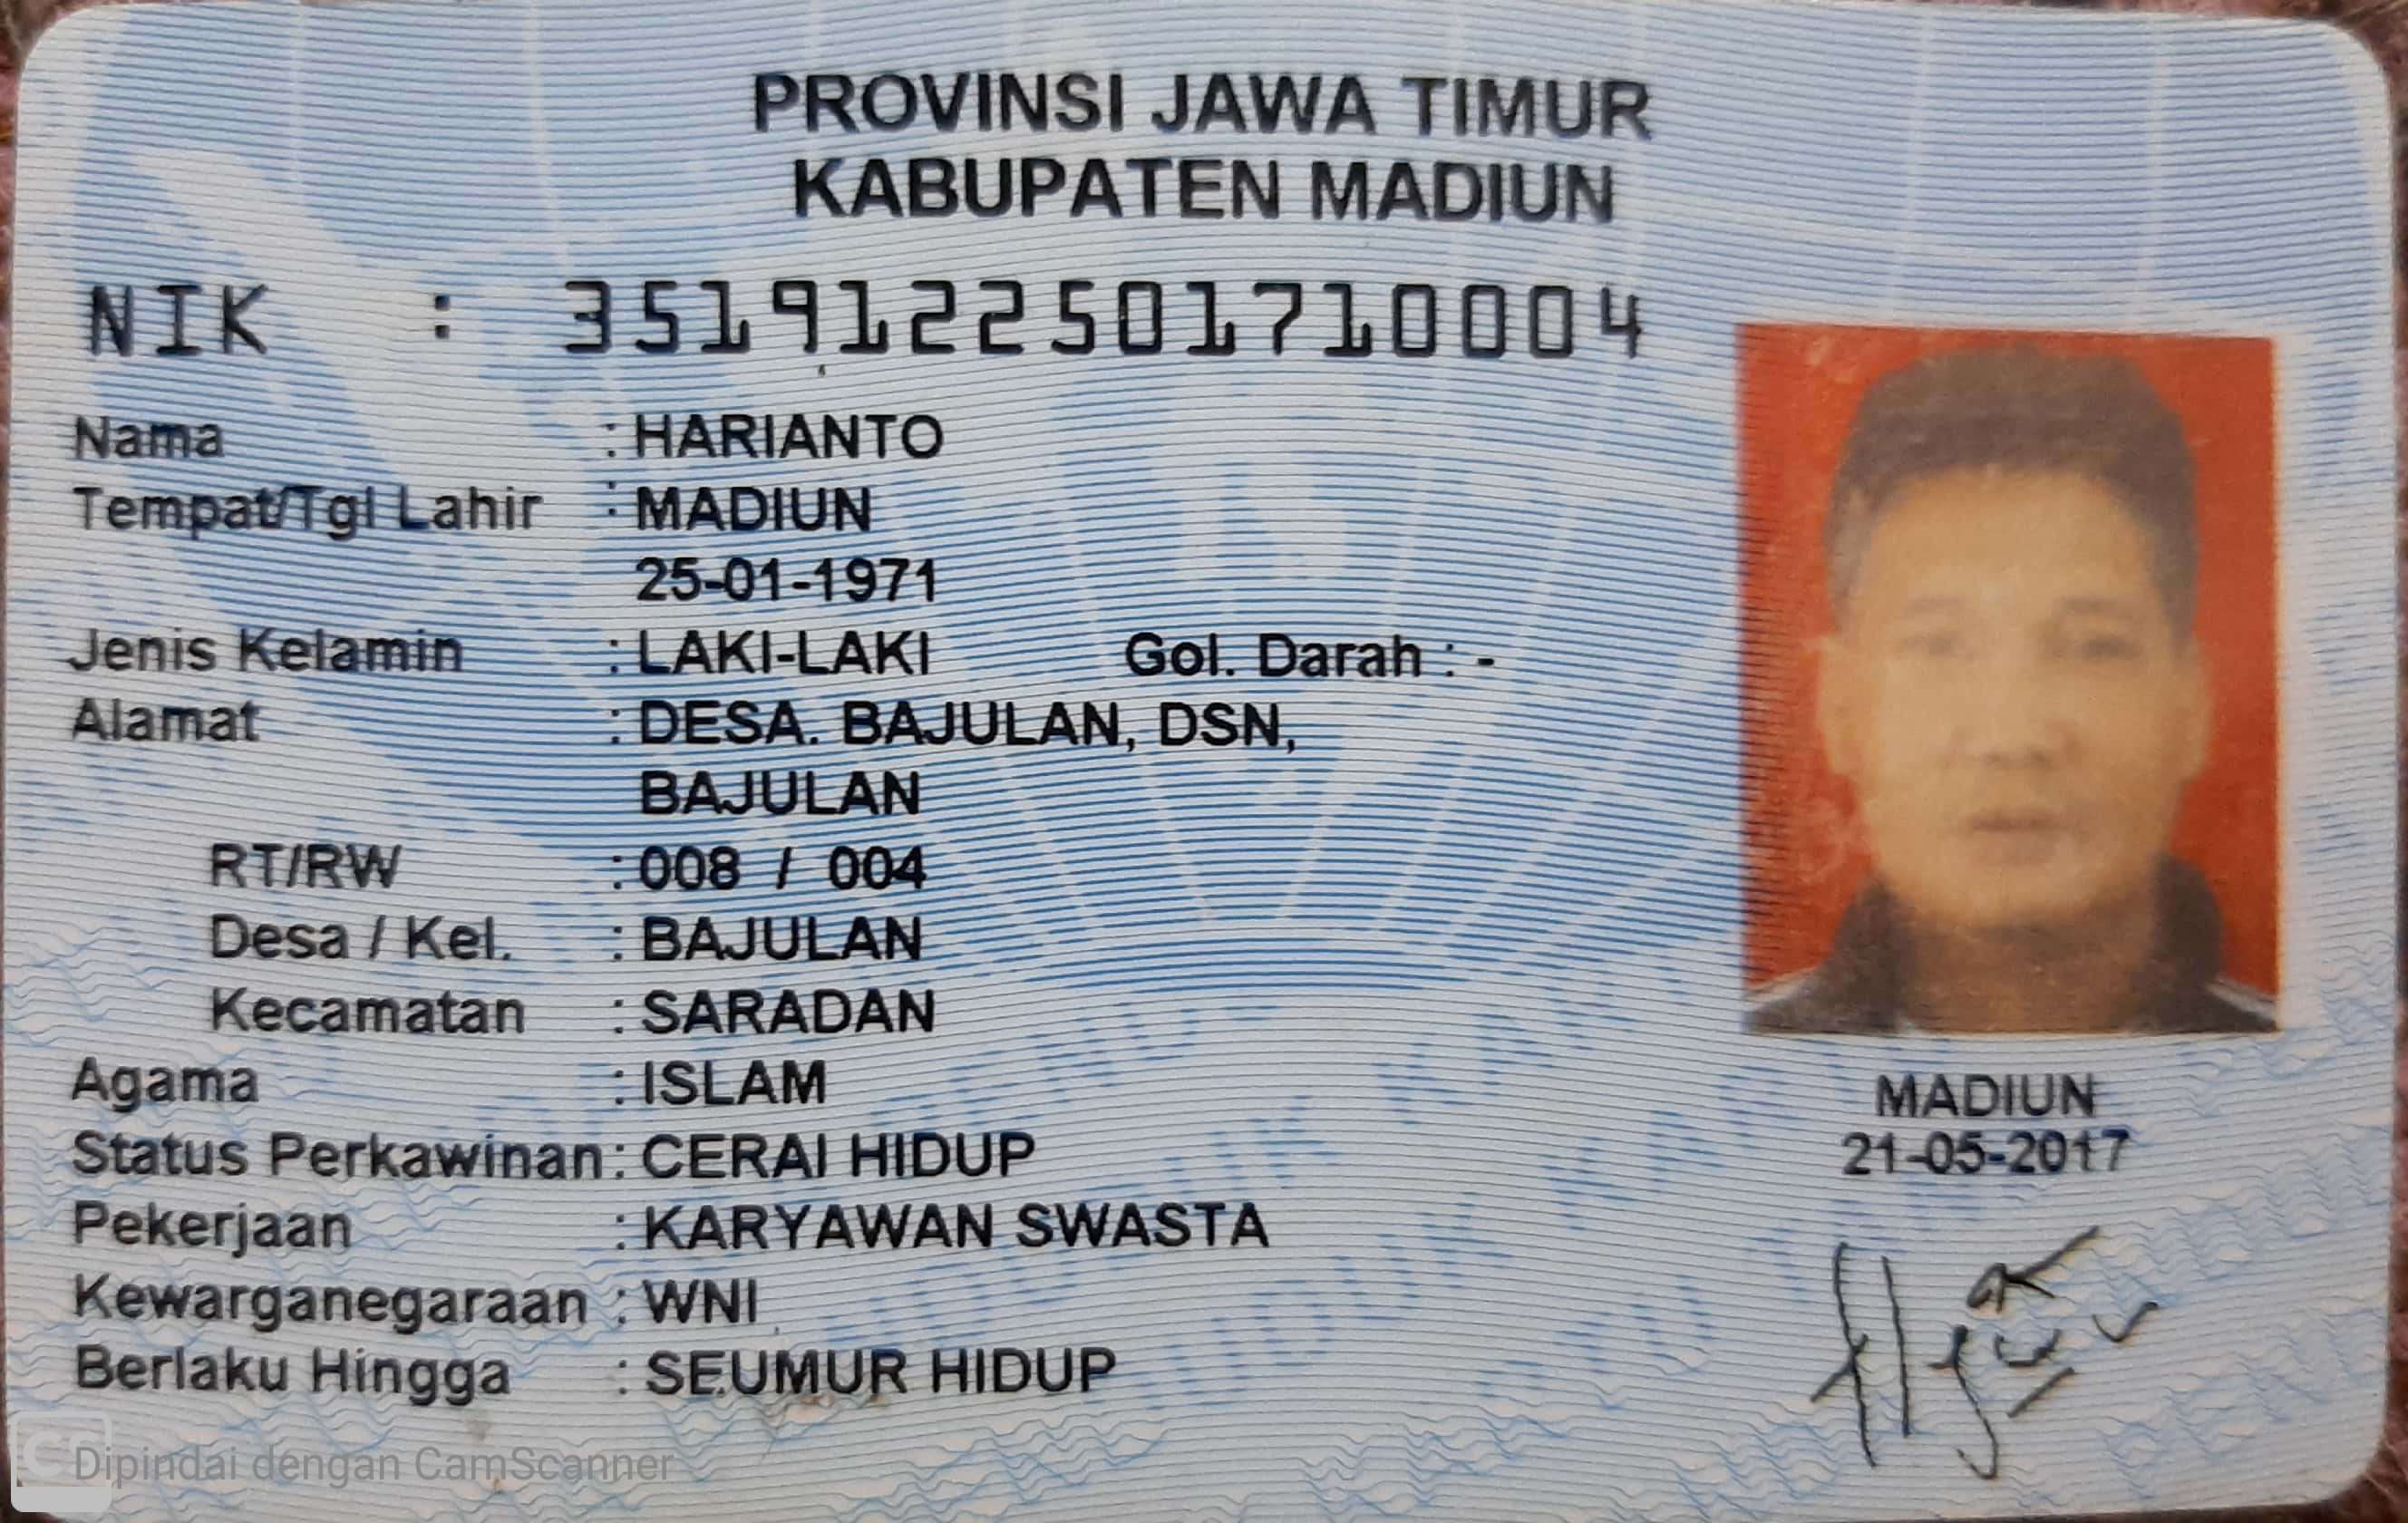 PROVINSI JAWA TIMUR
KABUPATEN MADIUN
NIK : 3519122501710004
Nama : HARIANTO
Tempat/Tgl Lahir : MADIUN
25-01-1971
Jenis Kelamin : LAKI-LAKI Gol. Darah : -
Alamat : DESA. BAJULAN, DSN,
BAJULAN
RT/RW : 008 / 004
Desa / Kel. : BAJULAN
Kecamatan : SARADAN
Agama : ISLAM
Status Perkawinan : CERAI HIDUP
Pekerjaan : KARYAWAN SWASTA
Kewarganegaraan : WNI
Berlaku Hingga : SEUMUR HIDUP
MADIUN
21-05-2017
CS Dipindai dengan CamScanner